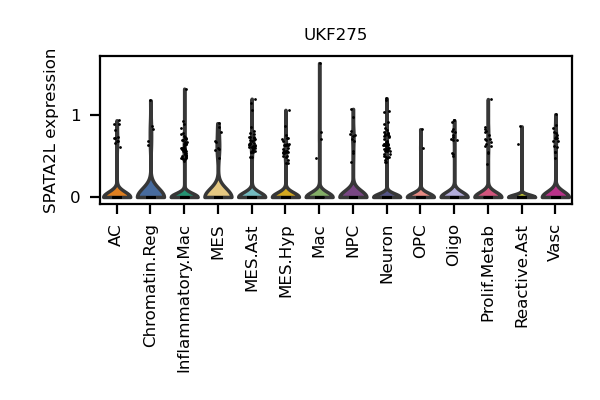 UKF275
SPATA2L expression
1
0
AC
Chromatin.Reg
Inflammatory.Mac
MES
MES.Ast
MES.Hyp
Mac
NPC
Neuron
OPC
Oligo
Prolif.Metab
Reactive.Ast
Vasc